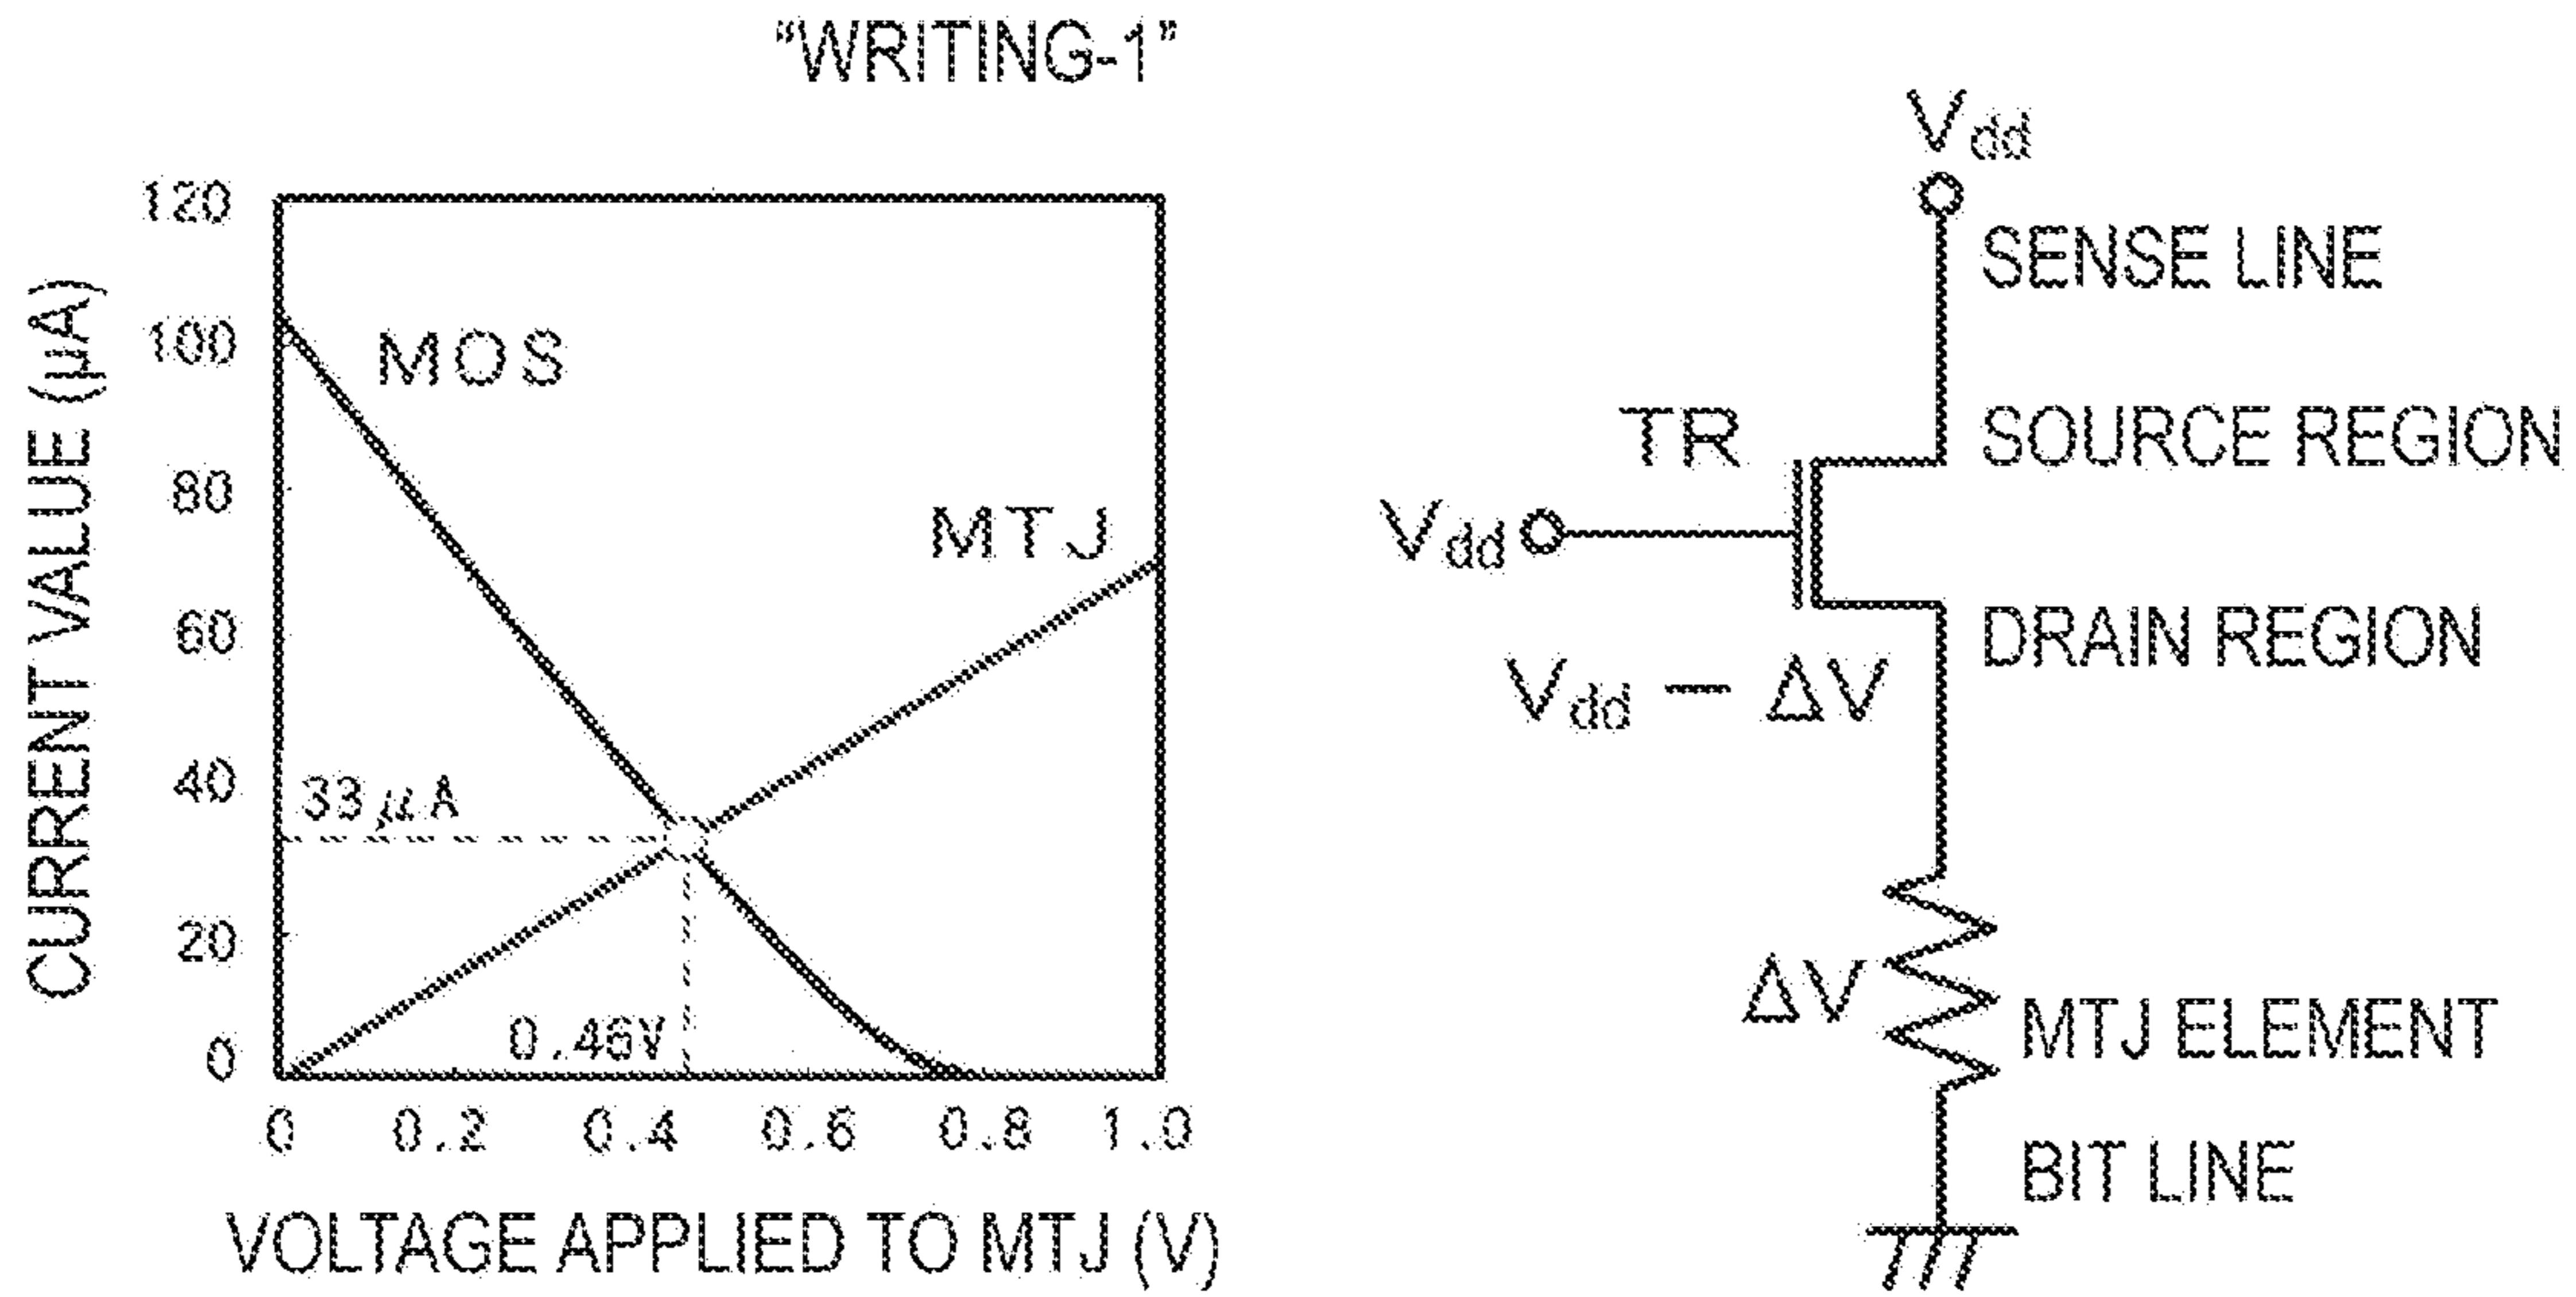 “WRITING-1”
CURRENT VALUE (μA)
120
100
80
60
40
20
0
MOS
MTJ
33μA
0.46V
0 0.2 0.4 0.6 0.8 1.0
VOLTAGE APPLIED TO MTJ (V)
Vdd
SENSE LINE
TR
SOURCE REGION
Vdd
DRAIN REGION
Vdd − ΔV
ΔV
MTJ ELEMENT
BIT LINE